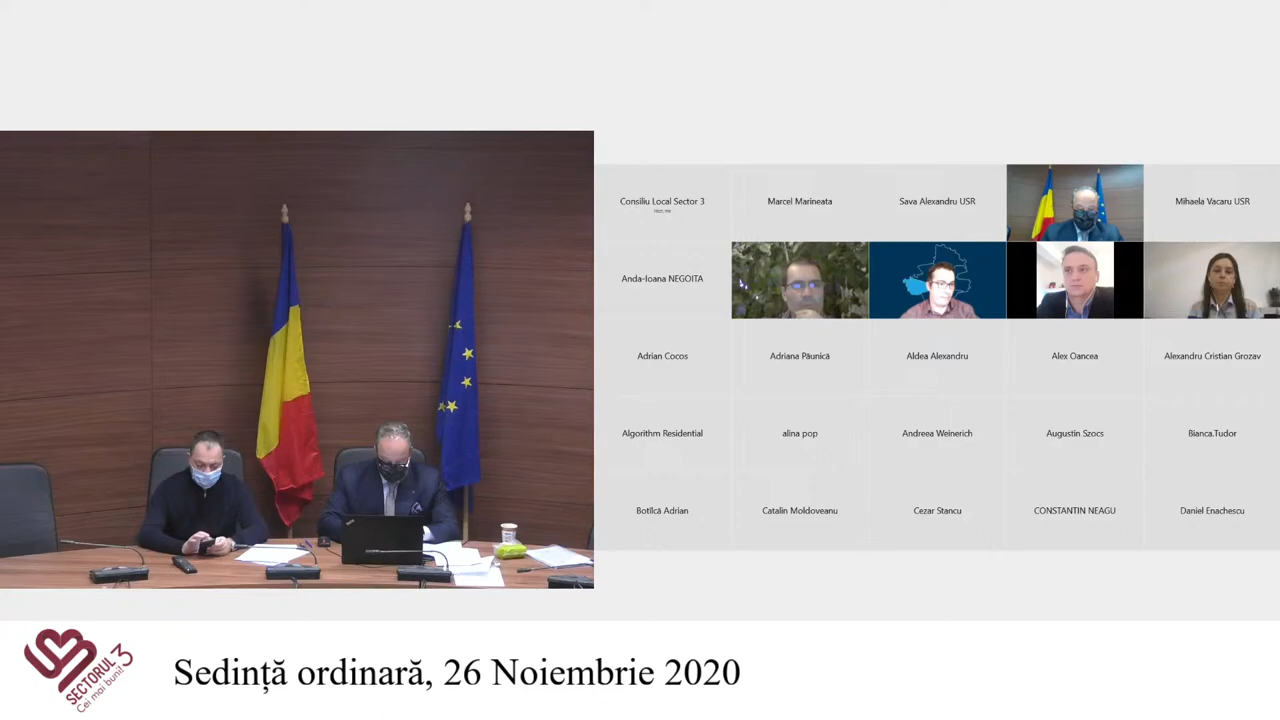 Consiliu Local Sector 3
Marcel Marineata
Sava Alexandru USR
Mihaela Vacaru USR
Anda-Ioana NEGOITA
Adrian Cocos
Adriana Păunică
Aldea Alexandru
Alex Oancea
Alexandru Cristian Grozav
Algorithm Residential
alina pop
Andreea Weinerich
Augustin Szocs
Bianca.Tudor
Botîlcă Adrian
Catalin Moldoveanu
Cezar Stancu
CONSTANTIN NEAGU
Daniel Enachescu
SECTORUL 3
Cei mai buni!
Sedință ordinară, 26 Noiembrie 2020